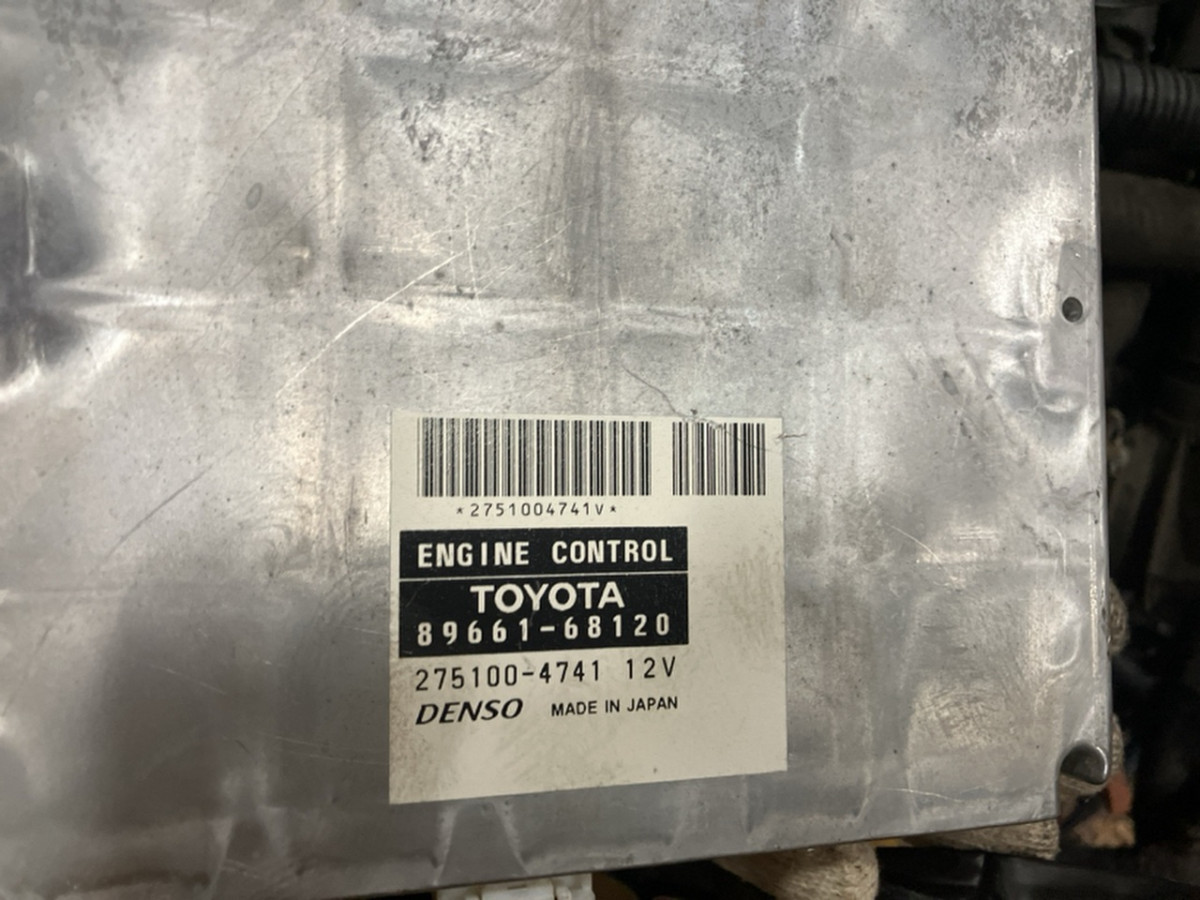 *2751004741V*
ENGINE CONTROL
TOYOTA
89661-68120
275100-4741 12V
DENSO MADE IN JAPAN